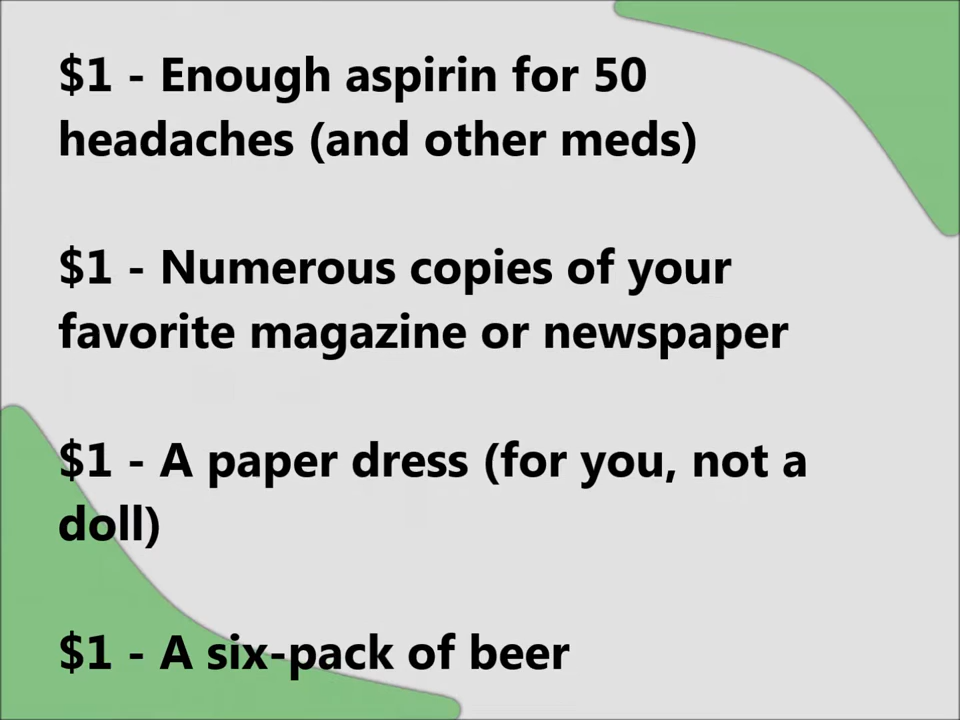 $1 - Enough aspirin for 50
headaches (and other meds)
$1 - Numerous copies of your
favorite magazine or newspaper
$1 - A paper dress (for you, not a
doll)
$1 - A six-pack of beer